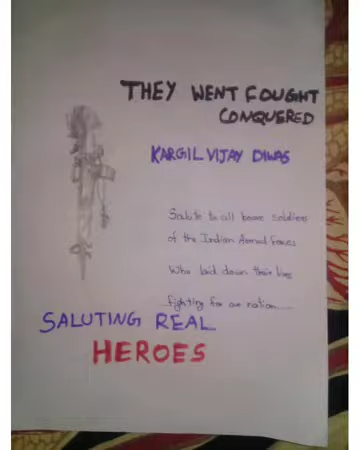 THEY WENT FOUGHT
CONQUERED
KARGIL VIJAY DIWAS
Salute to all brave soldiers
of the Indian Armed Forces
Who laid down their lives
fighting for our nation.....
SALUTING REAL
HEROES